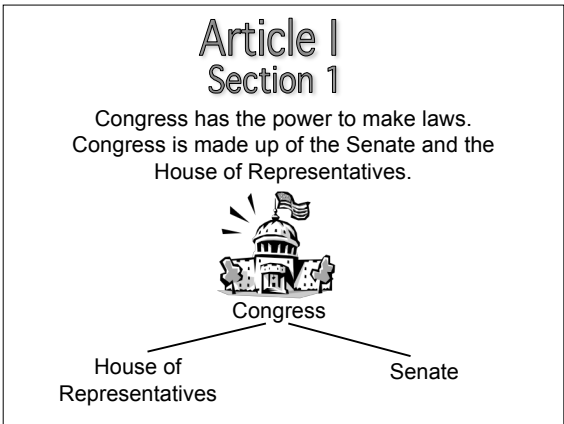 Article I
Section 1
Congress has the power to make laws.
Congress is made up of the Senate and the
House of Representatives.
Congress
House of
Representatives
Senate